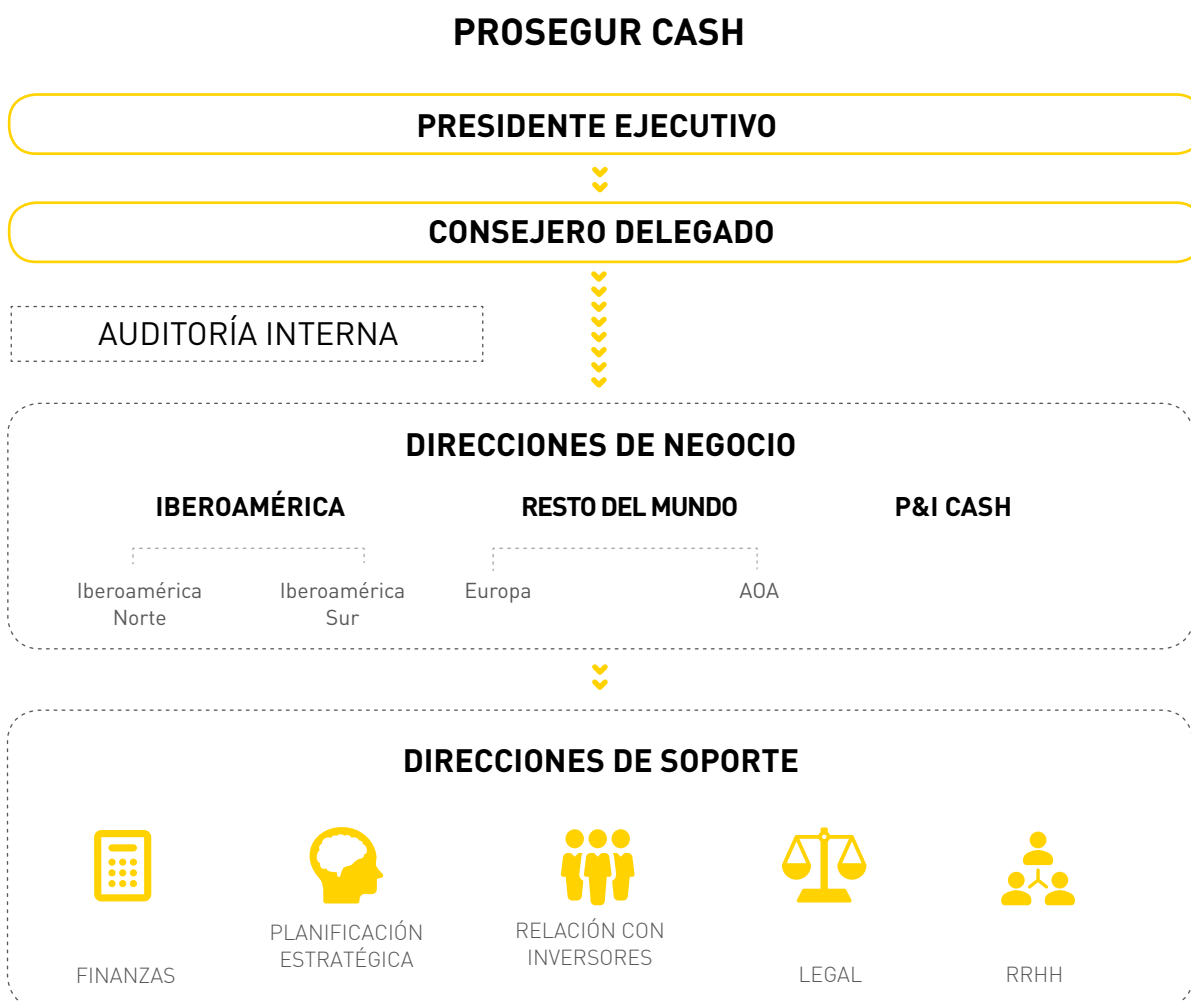 PROSEGUR CASH
PRESIDENTE EJECUTIVO
CONSEJERO DELEGADO
AUDITORÍA INTERNA
DIRECCIONES DE NEGOCIO
IBEROAMÉRICA
Iberoamérica
Norte
Iberoamérica
Sur
RESTO DEL MUNDO
Europa
AOA
P&I CASH
DIRECCIONES DE SOPORTE
FINANZAS
PLANIFICACIÓN
ESTRATÉGICA
RELACIÓN CON
INVERSORES
LEGAL
RRHH